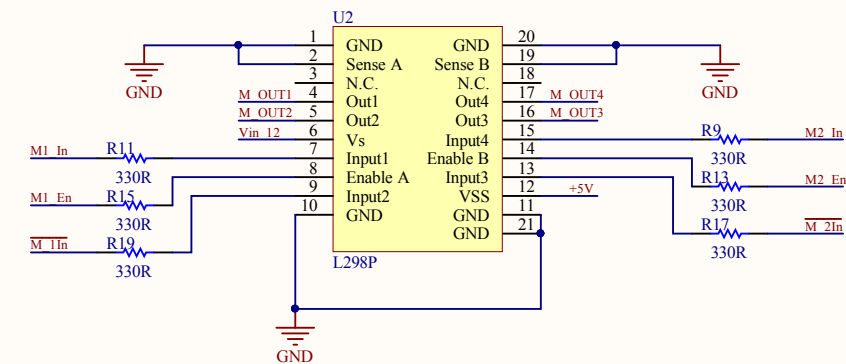 U2
1 GND GND 20
2 Sense A Sense B 19
3 N.C. N.C. 18
GND GND
M_OUT1 4 Out1 Out4 17 M_OUT4
M_OUT2 5 Out2 Out3 16 M_OUT3
Vin_12 6 Vs Input4 15 R9 M2_In
330R
M1_In R11 7 Input1 Enable B 14
330R
8 Enable A Input3 13 R13 M2_En
330R
M1_En R15 9 Input2 VSS 12 +5V
330R
10 GND GND 11
GND 21 R17 M_2In
330R
M_1In R19
330R
L298P
GND